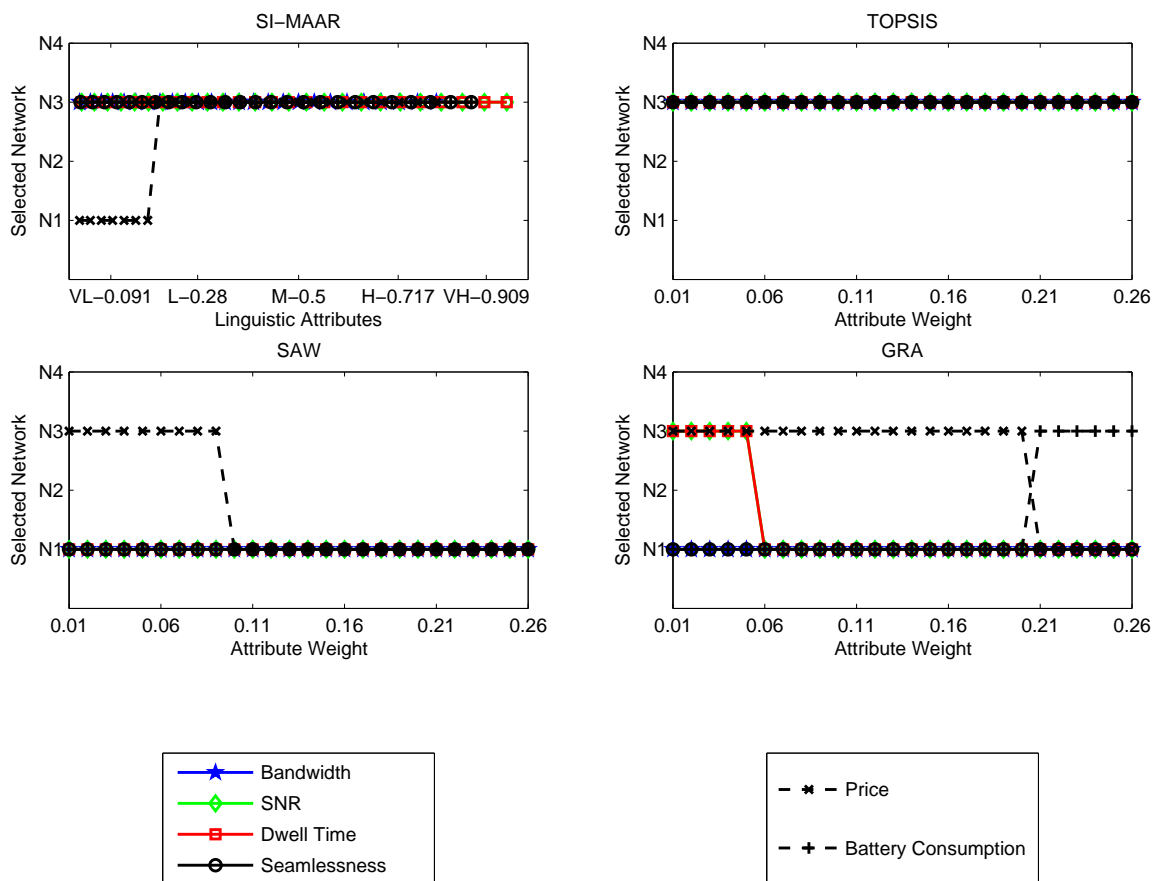 SI−MAAR
Selected Network
N4
N3
N2
N1
VL−0.091 L−0.28 M−0.5 H−0.717 VH−0.909
Linguistic Attributes
TOPSIS
Selected Network
N4
N3
N2
N1
0.01 0.06 0.11 0.16 0.21 0.26
Attribute Weight
SAW
Selected Network
N4
N3
N2
N1
0.01 0.06 0.11 0.16 0.21 0.26
Attribute Weight
GRA
Selected Network
N4
N3
N2
N1
0.01 0.06 0.11 0.16 0.21 0.26
Attribute Weight
Bandwidth
SNR
Dwell Time
Seamlessness
Price
Battery Consumption